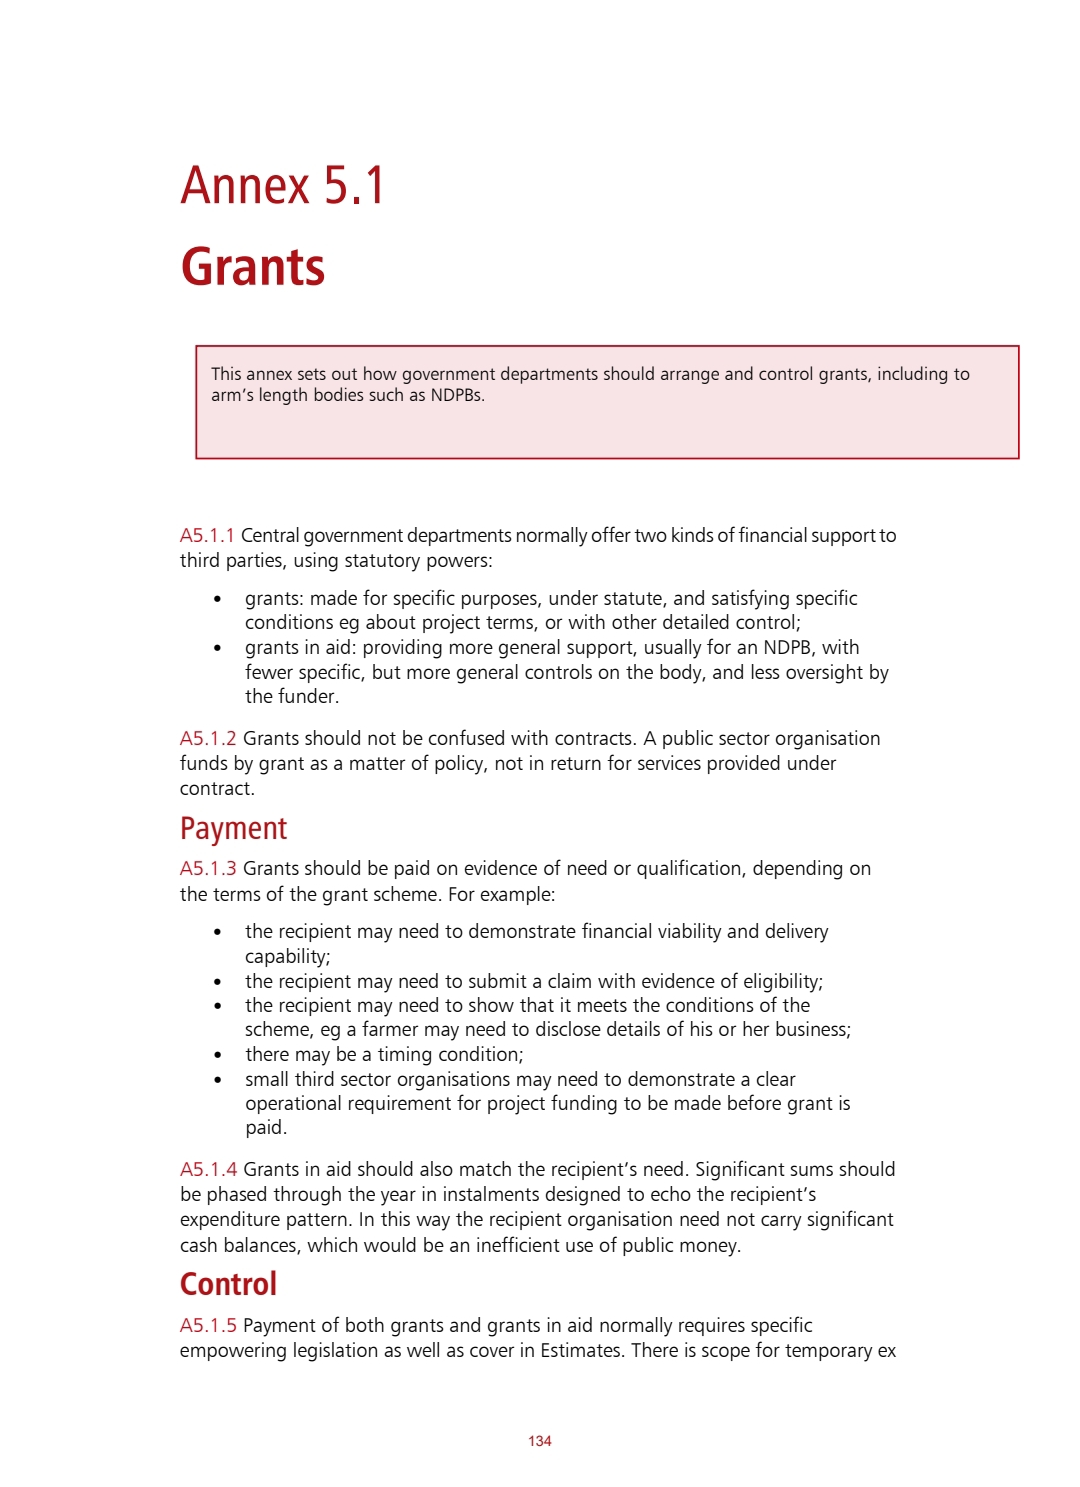 Annex 5.1
Grants
This annex sets out how government departments should arrange and control grants, including to
arm’s length bodies such as NDPBs.
A5.1.1 Central government departments normally offer two kinds of financial support to
third parties, using statutory powers:
• grants: made for specific purposes, under statute, and satisfying specific
conditions eg about project terms, or with other detailed control;
• grants in aid: providing more general support, usually for an NDPB, with
fewer specific, but more general controls on the body, and less oversight by
the funder.
A5.1.2 Grants should not be confused with contracts. A public sector organisation
funds by grant as a matter of policy, not in return for services provided under
contract.
Payment
A5.1.3 Grants should be paid on evidence of need or qualification, depending on
the terms of the grant scheme. For example:
• the recipient may need to demonstrate financial viability and delivery
capability;
• the recipient may need to submit a claim with evidence of eligibility;
• the recipient may need to show that it meets the conditions of the
scheme, eg a farmer may need to disclose details of his or her business;
• there may be a timing condition;
• small third sector organisations may need to demonstrate a clear
operational requirement for project funding to be made before grant is
paid.
A5.1.4 Grants in aid should also match the recipient’s need. Significant sums should
be phased through the year in instalments designed to echo the recipient’s
expenditure pattern. In this way the recipient organisation need not carry significant
cash balances, which would be an inefficient use of public money.
Control
A5.1.5 Payment of both grants and grants in aid normally requires specific
empowering legislation as well as cover in Estimates. There is scope for temporary ex
134